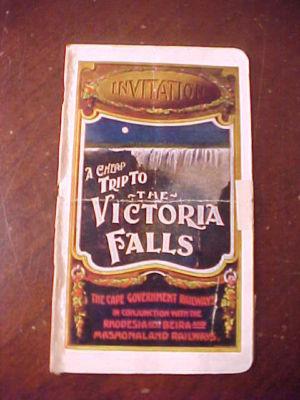 INVITATION
A CHEAP
TRIP TO
~THE~
VICTORIA
FALLS
THE CAPE GOVERNMENT RAILWAYS
IN CONJUNCTION WITH THE
RHODESIA BEIRA AND
MASHONALAND RAILWAYS.